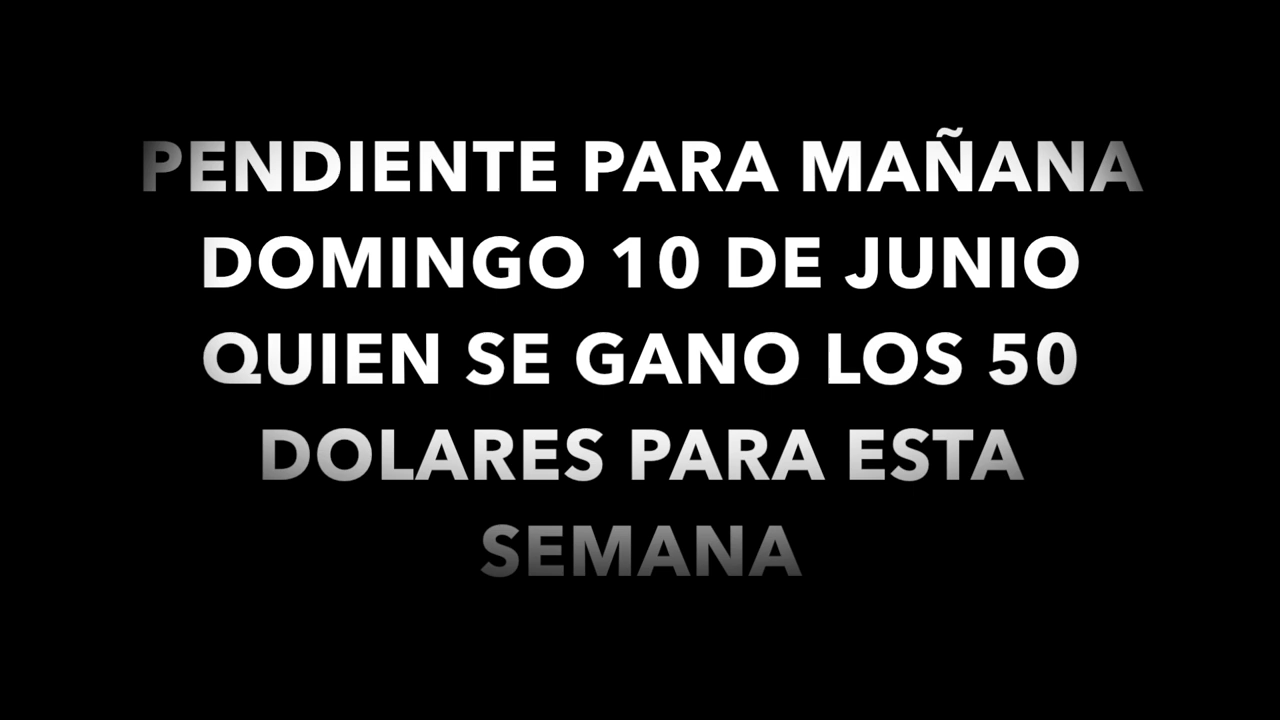 PENDIENTE PARA MAÑANA
DOMINGO 10 DE JUNIO
QUIEN SE GANO LOS 50
DOLARES PARA ESTA
SEMANA